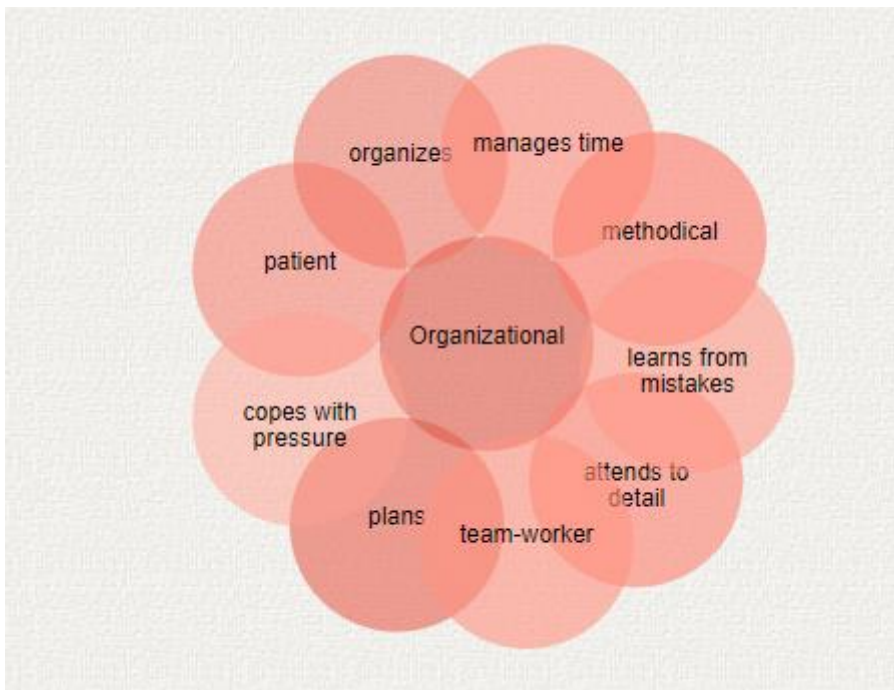 manages time
organizes
methodical
patient
Organizational
learns from
mistakes
copes with
pressure
attends to
detail
plans
team-worker